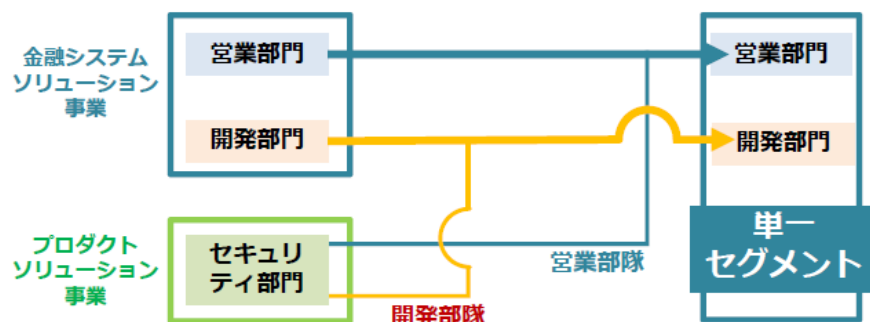 金融システム
ソリューション
事業
営業部門
開発部門
プロダクト
ソリューション
事業
セキュリ
ティ部門
営業部隊
開発部隊
営業部門
開発部門
単一
セグメント